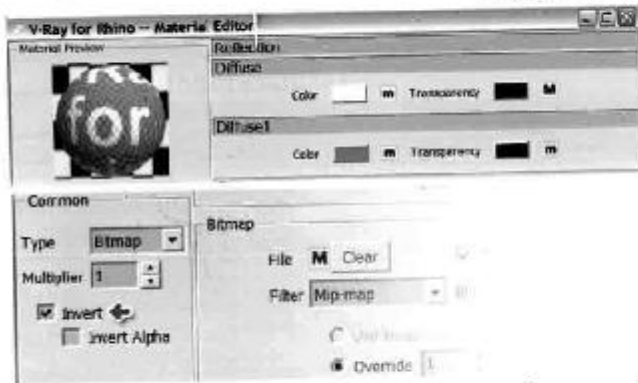 V-Ray for Rhino -- Material Editor
Material Preview
for
Reflection
Diffuse
Color m Transparency M
Diffuse1
Color m Transparency m
Common
Type Bitmap
Multiplier 1
Invert
Invert Alpha
Bitmap
File M Clear
Filter Mip-map
Override 1